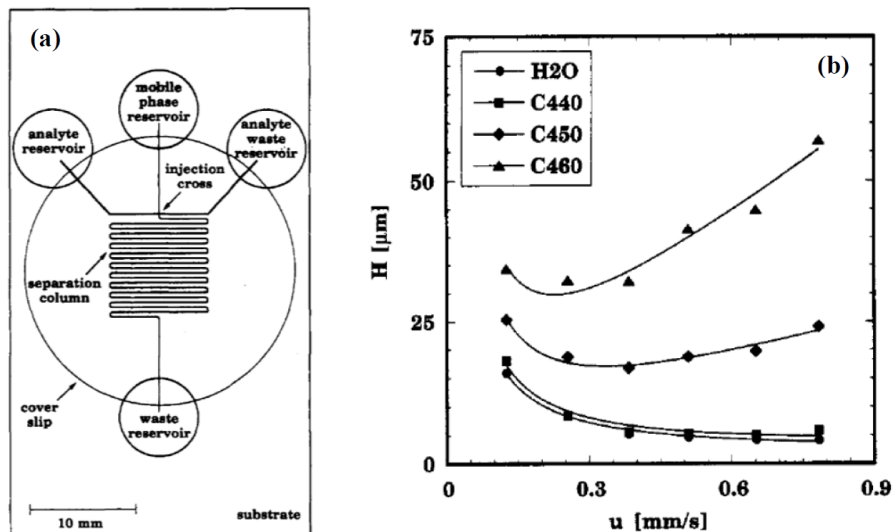 (a)
mobile
phase
reservoir
analyte
reservoir
analyte
waste
reservoir
injection
cross
separation
column
cover
slip
waste
reservoir
10 mm
substrate
(b)
75
50
25
0
H [μm]
H2O
C440
C450
C460
0
0.3
0.6
0.9
u [mm/s]